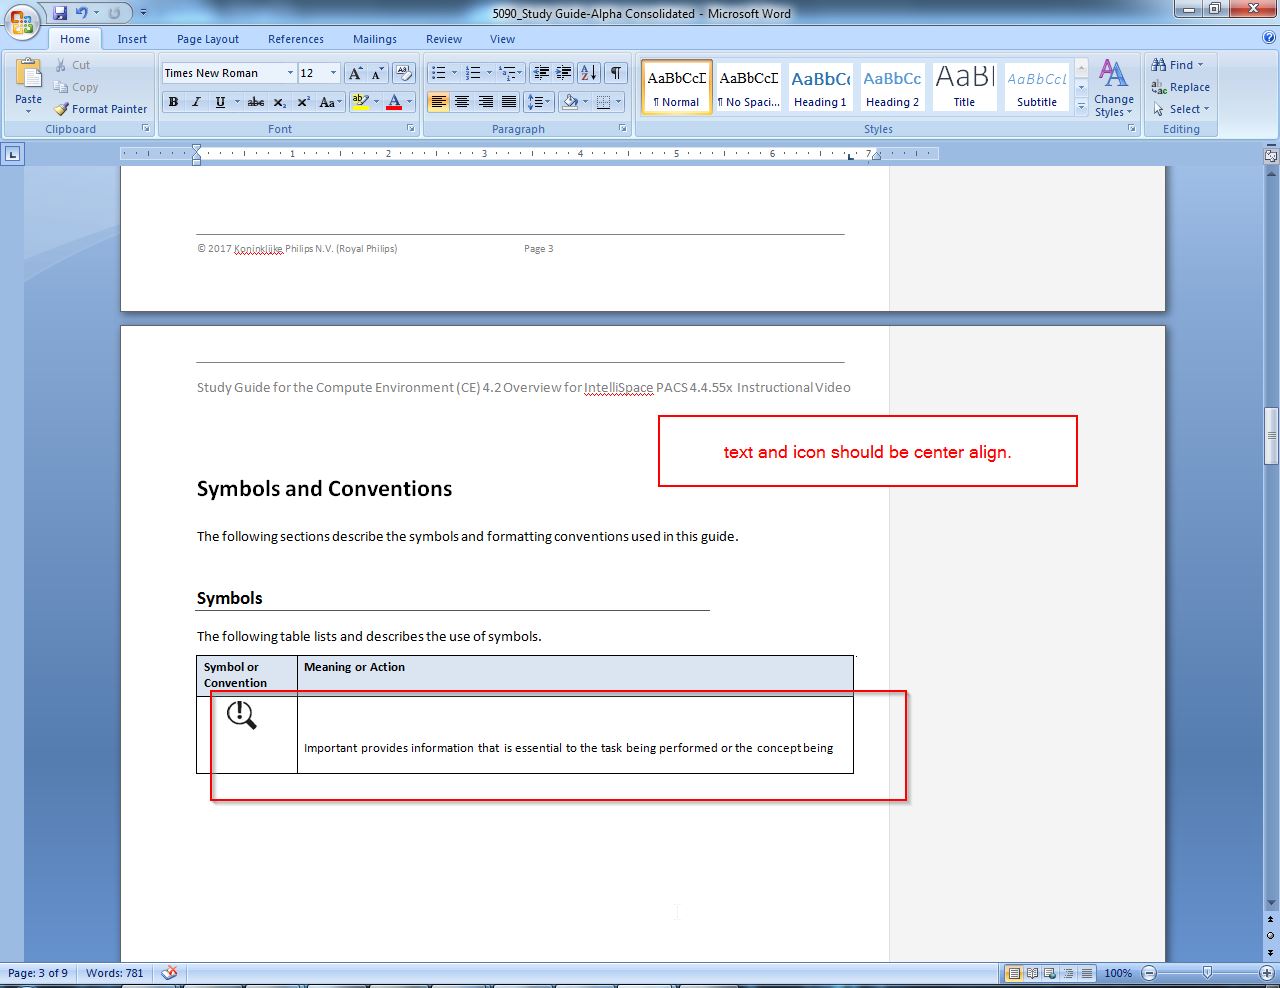 5090_Study Guide-Alpha Consolidated - Microsoft Word
Home Insert Page Layout References Mailings Review View
Paste
Cut
Copy
Format Painter
Clipboard
Times New Roman 12
B I U abc X₂ X² Aa
Font
Paragraph
AaBbCcD AaBbCcD AaBbCc AaBbCc AaBl AaBbCcL
¶ Normal ¶ No Spaci... Heading 1 Heading 2 Title Subtitle
Change Styles
Styles
Find
Replace
Select
Editing
1 2 3 4 5 6 7
© 2017 Koninklijke Philips N.V. (Royal Philips) Page 3
Study Guide for the Compute Environment (CE) 4.2 Overview for IntelliSpace PACS 4.4.55x Instructional Video
text and icon should be center align.
Symbols and Conventions
The following sections describe the symbols and formatting conventions used in this guide.
Symbols
The following table lists and describes the use of symbols.
Symbol or Convention
Meaning or Action
Important provides information that is essential to the task being performed or the concept being
Page: 3 of 9 Words: 781 100%